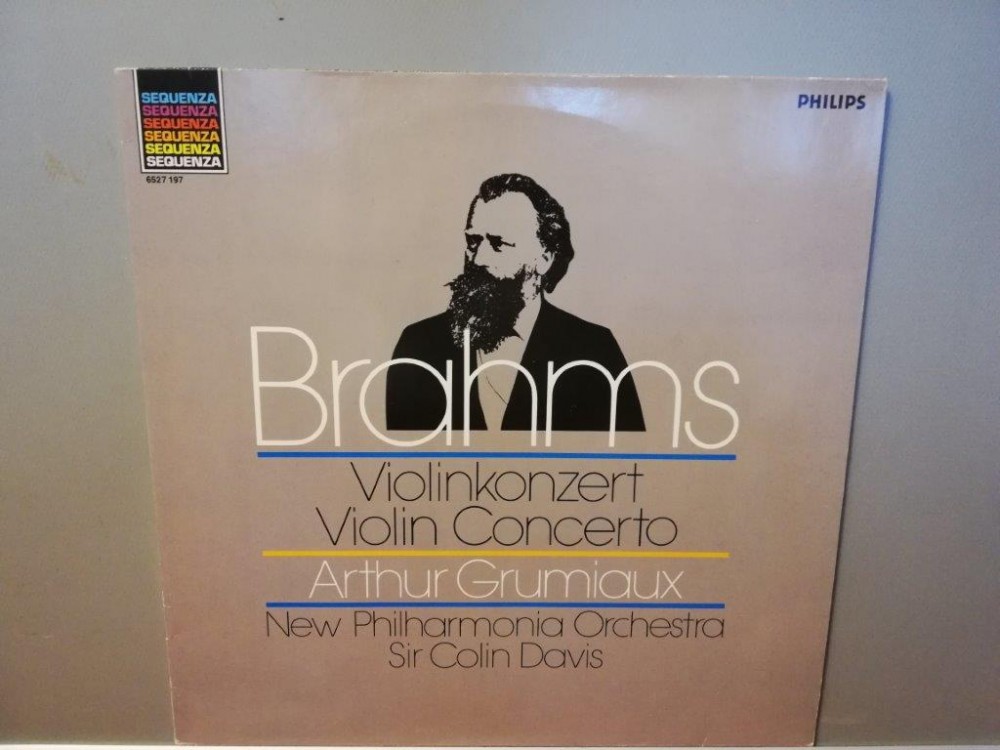 SEQUENZA
SEQUENZA
SEQUENZA
SEQUENZA
SEQUENZA
SEQUENZA
6527 197
PHILIPS
Brahms
Violinkonzert
Violin Concerto
Arthur Grumiaux
New Philharmonia Orchestra
Sir Colin Davis